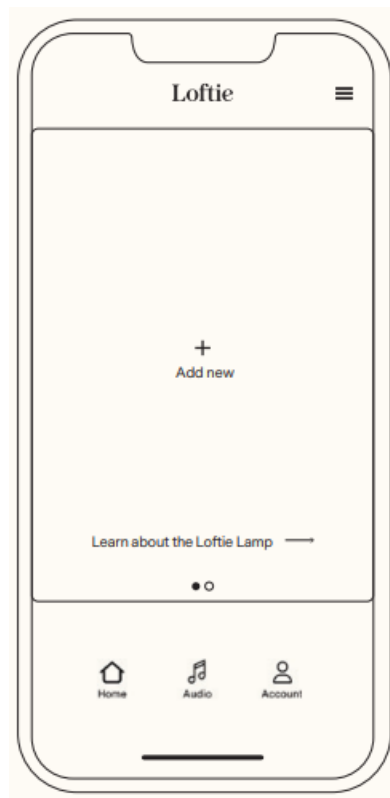 Loftie
Add new
Learn about the Loftie Lamp
Home
Audio
Account